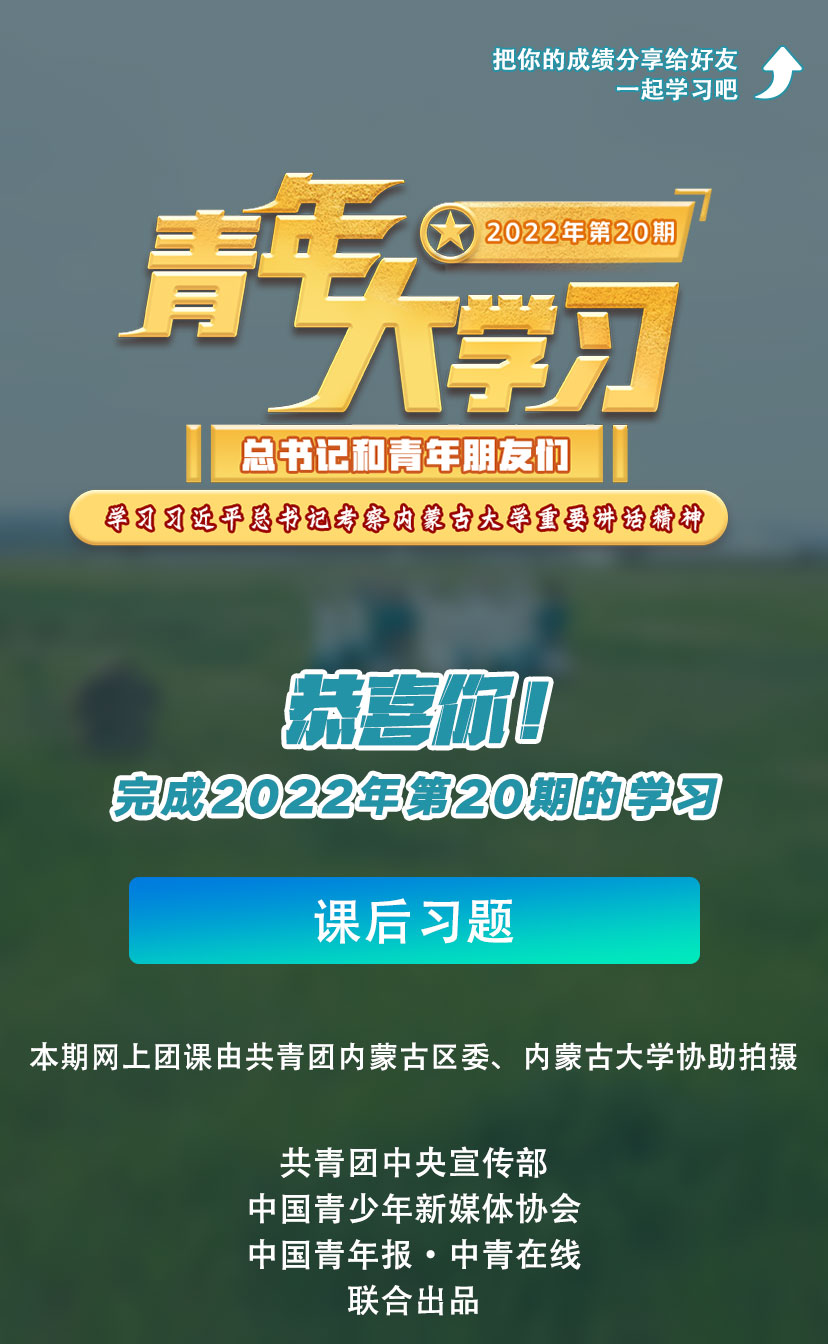 把你的成绩分享给好友
一起学习吧
2022年第20期
青年大学习
总书记和青年朋友们
学习习近平总书记考察内蒙古大学重要讲话精神
恭喜你!
完成2022年第20期的学习
课后习题
本期网上团课由共青团内蒙古区委、内蒙古大学协助拍摄
共青团中央宣传部
中国青少年新媒体协会
中国青年报·中青在线
联合出品